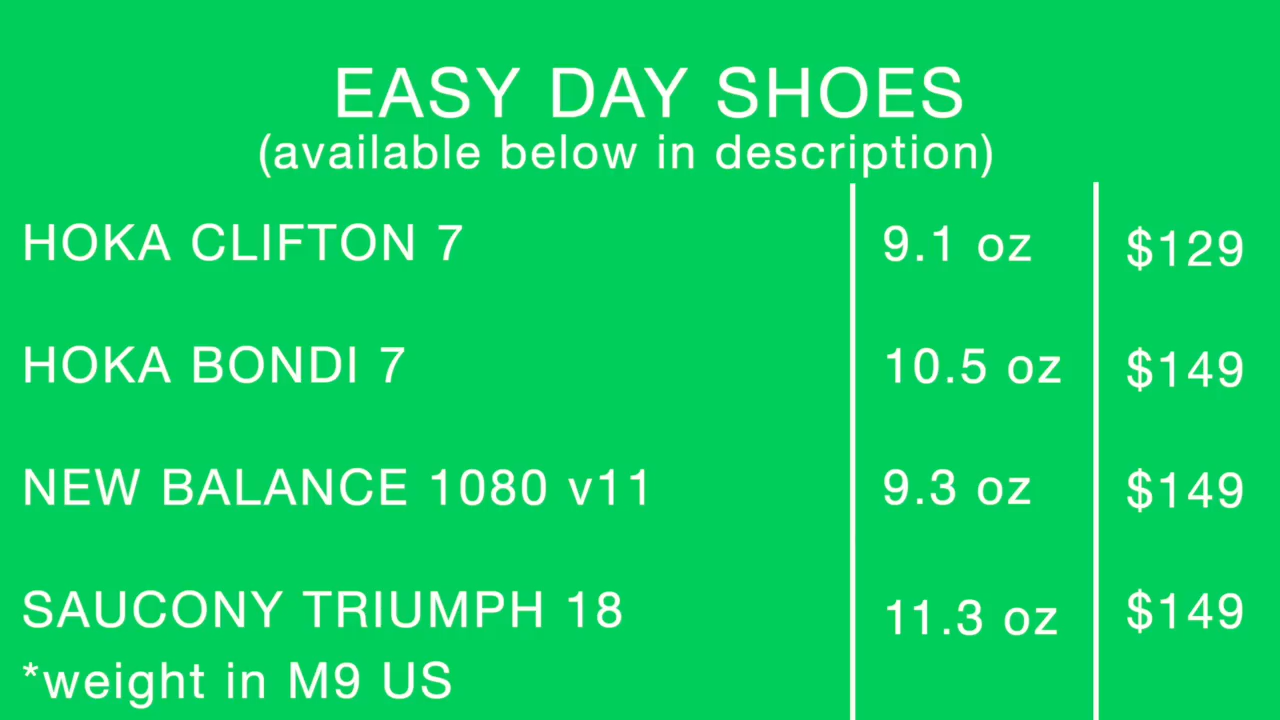 EASY DAY SHOES
(available below in description)
HOKA CLIFTON 7 9.1 oz $129
HOKA BONDI 7 10.5 oz $149
NEW BALANCE 1080 v11 9.3 oz $149
SAUCONY TRIUMPH 18 11.3 oz $149
*weight in M9 US